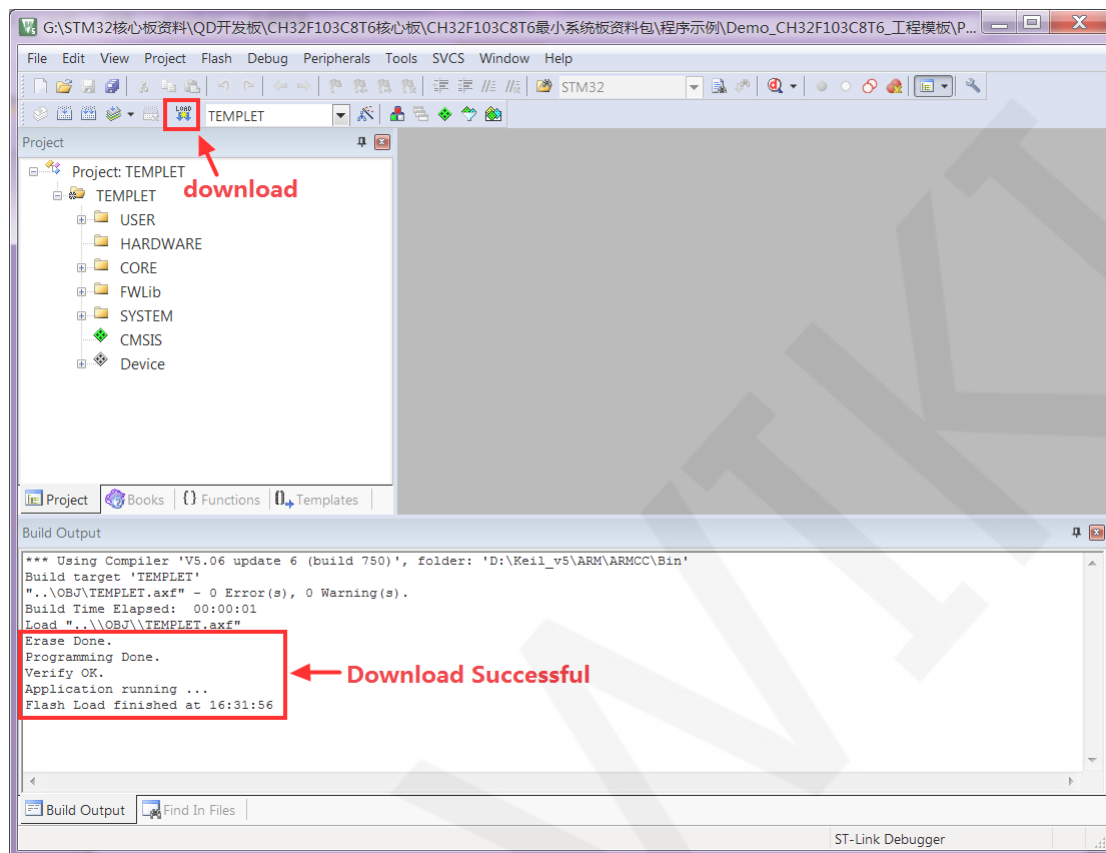 G:\STM32核心板资料\QD开发板\CH32F103C8T6核心板\CH32F103C8T6最小系统板资料包\程序示例\Demo_CH32F103C8T6_工程模板\P...
File Edit View Project Flash Debug Peripherals Tools SVCS Window Help
STM32
LOAD TEMPLET
Project
download
Project: TEMPLET
TEMPLET
USER
HARDWARE
CORE
FWLib
SYSTEM
CMSIS
Device
Project Books {} Functions Templates
Build Output
*** Using Compiler 'V5.06 update 6 (build 750)', folder: 'D:\Keil_v5\ARM\ARMCC\Bin'
Build target 'TEMPLET'
"..\OBJ\TEMPLET.axf" - 0 Error(s), 0 Warning(s).
Build Time Elapsed:  00:00:01
Load "..\\OBJ\\TEMPLET.axf"
Erase Done.
Programming Done.
Verify OK.
Application running ...
Flash Load finished at 16:31:56
Download Successful
Build Output Find In Files
ST-Link Debugger
WIKI